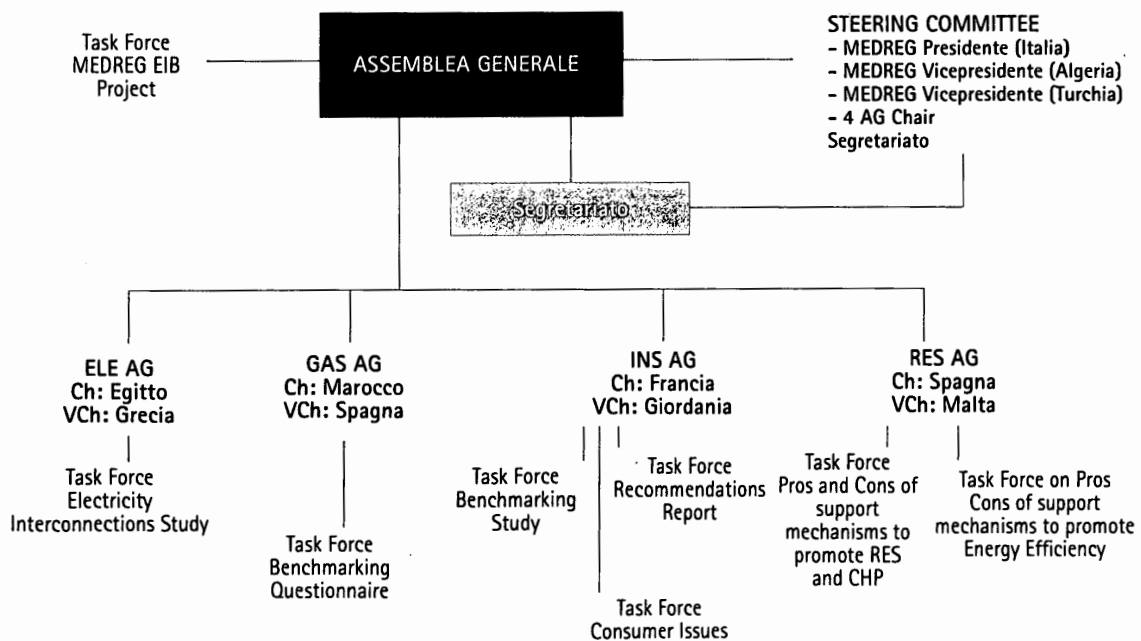 Task Force
MEDREG EIB
Project
ASSEMBLEA GENERALE
STEERING COMMITTEE
- MEDREG Presidente (Italia)
- MEDREG Vicepresidente (Algeria)
- MEDREG Vicepresidente (Turchia)
- 4 AG Chair
Segretariato
Segretariato
ELE AG
Ch: Egitto
VCh: Grecia
GAS AG
Ch: Marocco
VCh: Spagna
INS AG
Ch: Francia
VCh: Giordania
RES AG
Ch: Spagna
VCh: Malta
Task Force
Electricity
Interconnections Study
Task Force
Benchmarking
Questionnaire
Task Force
Benchmarking
Study
Task Force
Consumer Issues
Task Force
Recommendations
Report
Task Force
Pros and Cons of
support
mechanisms to
promote RES
and CHP
Task Force on Pros
Cons of support
mechanisms to promote
Energy Efficiency